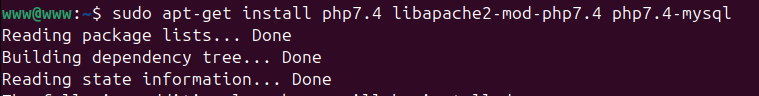 www@www:~$ sudo apt-get install php7.4 libapache2-mod-php7.4 php7.4-mysql
Reading package lists... Done
Building dependency tree... Done
Reading state information... Done